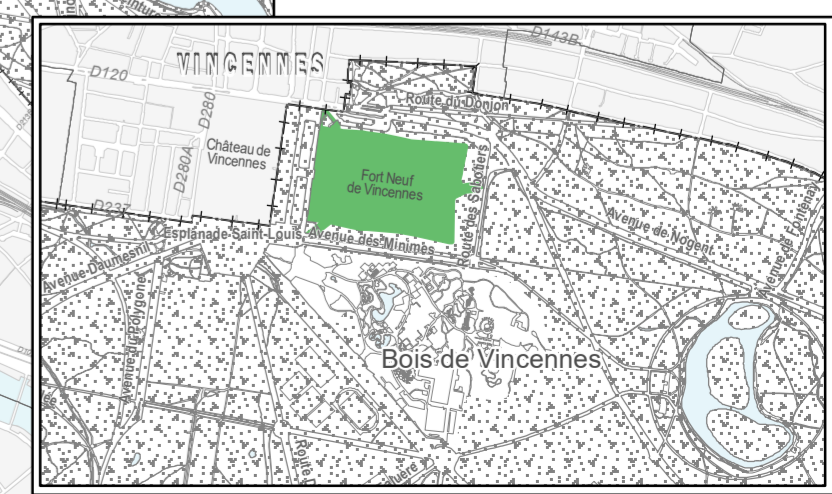 D143B
VINCENNES
D120
Route du Donjon
D280
Château de
Vincennes
D280A
Fort Neuf
de Vincennes
Route des Sabotiers
D237
Esplanade Saint-Louis
Avenue des Minimes
Avenue de Nogent
Avenue de Fontenay
Avenue Daumesnil
Avenue du Polygone
Bois de Vincennes